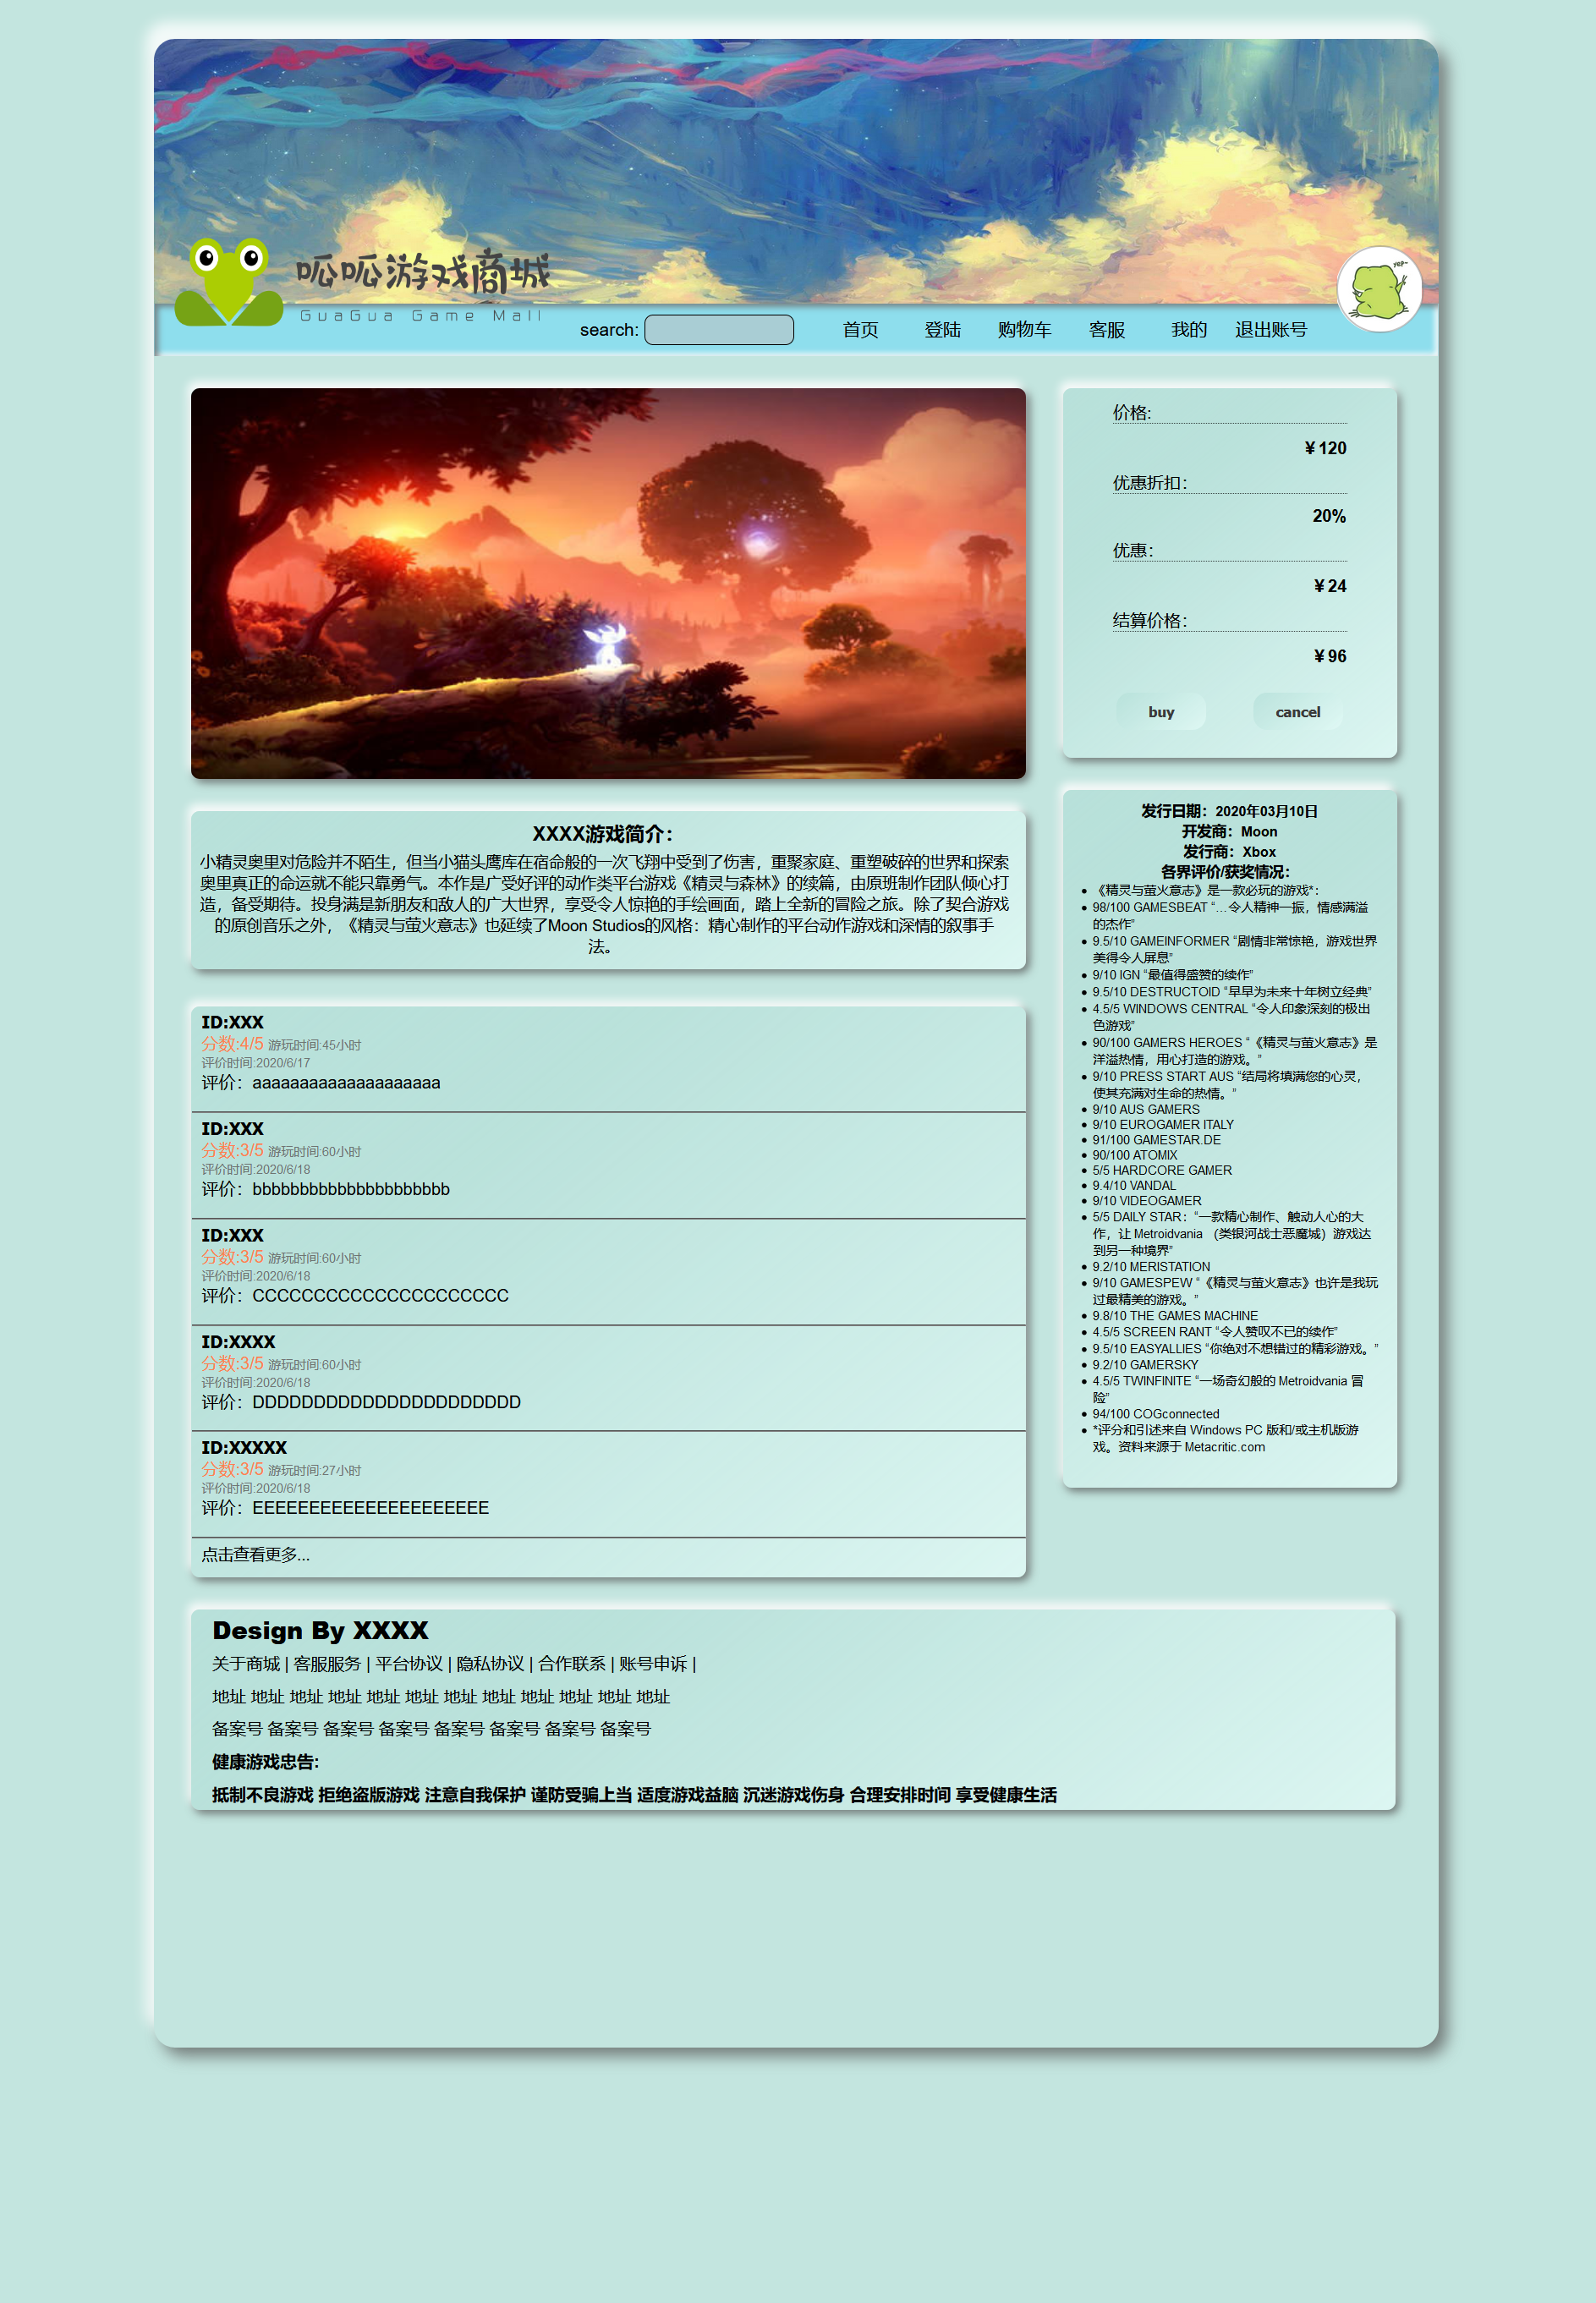 YEP~
呱呱游戏商城
GuaGua Game Mall
search:
首页 登陆 购物车 客服 我的 退出账号
价格:
￥120
优惠折扣：
20%
优惠：
￥24
结算价格：
￥96
buy cancel
XXXX游戏简介：
小精灵奥里对危险并不陌生，但当小猫头鹰库在宿命般的一次飞翔中受到了伤害，重聚家庭、重塑破碎的世界和探索
奥里真正的命运就不能只靠勇气。本作是广受好评的动作类平台游戏《精灵与森林》的续篇，由原班制作团队倾心打
造，备受期待。投身满是新朋友和敌人的广大世界，享受令人惊艳的手绘画面，踏上全新的冒险之旅。除了契合游戏
的原创音乐之外，《精灵与萤火意志》也延续了Moon Studios的风格：精心制作的平台动作游戏和深情的叙事手
法。
发行日期：2020年03月10日
开发商：Moon
发行商：Xbox
各界评价/获奖情况：
《精灵与萤火意志》是一款必玩的游戏*：
98/100 GAMESBEAT “…令人精神一振，情感满溢
的杰作”
9.5/10 GAMEINFORMER “剧情非常惊艳，游戏世界
美得令人屏息”
9/10 IGN “最值得盛赞的续作”
9.5/10 DESTRUCTOID “早早为未来十年树立经典”
4.5/5 WINDOWS CENTRAL “令人印象深刻的极出
色游戏”
90/100 GAMERS HEROES “《精灵与萤火意志》是
洋溢热情，用心打造的游戏。”
9/10 PRESS START AUS “结局将填满您的心灵，
使其充满对生命的热情。”
9/10 AUS GAMERS
9/10 EUROGAMER ITALY
91/100 GAMESTAR.DE
90/100 ATOMIX
5/5 HARDCORE GAMER
9.4/10 VANDAL
9/10 VIDEOGAMER
5/5 DAILY STAR：“一款精心制作、触动人心的大
作，让 Metroidvania （类银河战士恶魔城）游戏达
到另一种境界”
9.2/10 MERISTATION
9/10 GAMESPEW “《精灵与萤火意志》也许是我玩
过最精美的游戏。”
9.8/10 THE GAMES MACHINE
4.5/5 SCREEN RANT “令人赞叹不已的续作”
9.5/10 EASYALLIES “你绝对不想错过的精彩游戏。”
9.2/10 GAMERSKY
4.5/5 TWINFINITE “一场奇幻般的 Metroidvania 冒
险”
94/100 COGconnected
*评分和引述来自 Windows PC 版和/或主机版游
戏。资料来源于 Metacritic.com
ID:XXX
分数:4/5 游玩时间:45小时
评价时间:2020/6/17
评价：aaaaaaaaaaaaaaaaaaaa
ID:XXX
分数:3/5 游玩时间:60小时
评价时间:2020/6/18
评价：bbbbbbbbbbbbbbbbbbbbb
ID:XXX
分数:3/5 游玩时间:60小时
评价时间:2020/6/18
评价：CCCCCCCCCCCCCCCCCCCCC
ID:XXXX
分数:3/5 游玩时间:60小时
评价时间:2020/6/18
评价：DDDDDDDDDDDDDDDDDDDDDD
ID:XXXXX
分数:3/5 游玩时间:27小时
评价时间:2020/6/18
评价：EEEEEEEEEEEEEEEEEEEEE
点击查看更多...
Design By XXXX
关于商城 | 客服服务 | 平台协议 | 隐私协议 | 合作联系 | 账号申诉 |
地址 地址 地址 地址 地址 地址 地址 地址 地址 地址 地址 地址
备案号 备案号 备案号 备案号 备案号 备案号 备案号 备案号
健康游戏忠告:
抵制不良游戏 拒绝盗版游戏 注意自我保护 谨防受骗上当 适度游戏益脑 沉迷游戏伤身 合理安排时间 享受健康生活